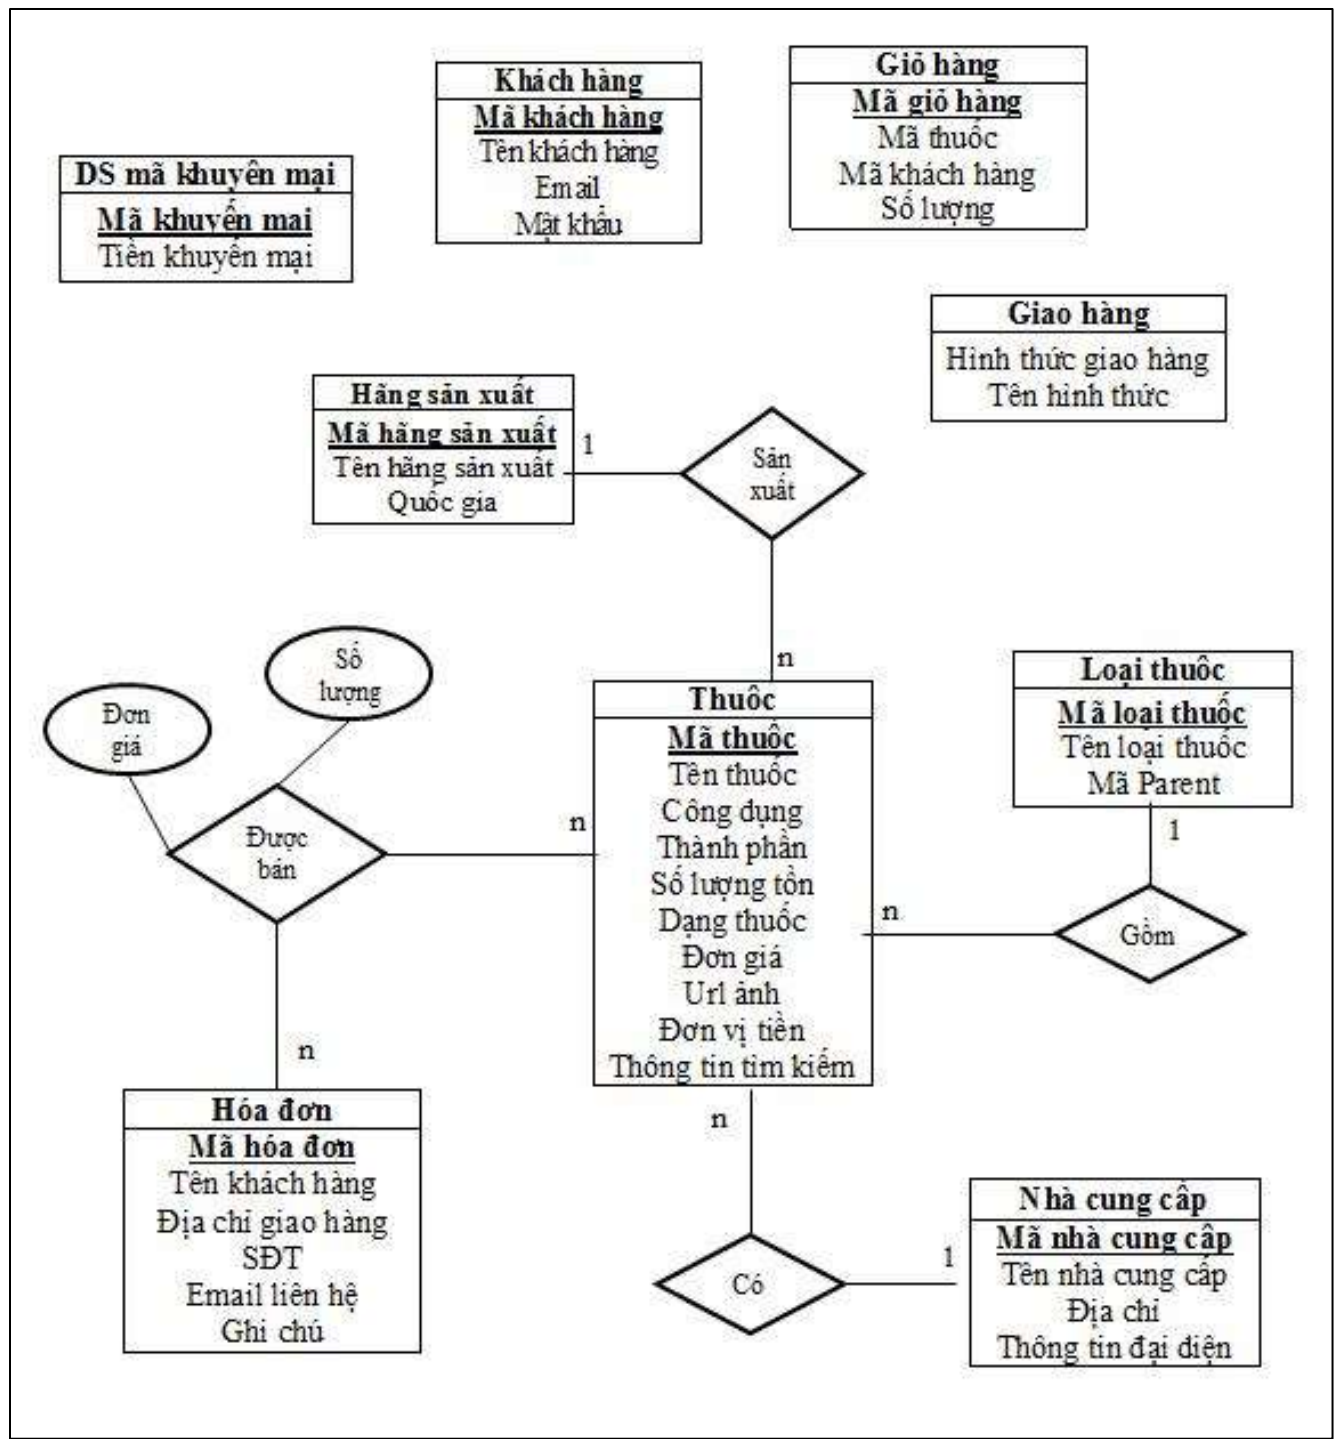 Khách hàng
Mã khách hàng
Tên khách hàng
Email
Mật khẩu
Giỏ hàng
Mã giỏ hàng
Mã thuốc
Mã khách hàng
Số lượng
DS mã khuyên mại
Mã khuyến mai
Tiền khuyến mại
Giao hàng
Hình thức giao hàng
Tên hình thức
Hãng sản xuất
Mã hãng sản xuất
Tên hãng sản xuất
Quốc gia
1
Sản
xuất
n
Số
lượng
Đơn
giá
Được
bán
n
n
Thuốc
Mã thuốc
Tên thuốc
Công dụng
Thành phần
Số lượng tồn
Dạng thuốc
Đơn giá
Url ảnh
Đơn vị tiền
Thông tin tìm kiếm
Loại thuốc
Mã loại thuốc
Tên loại thuốc
Mã Parent
1
n
Gồm
Hóa đơn
Mã hóa đơn
Tên khách hàng
Địa chỉ giao hàng
SĐT
Email liên hệ
Ghi chú
n
Có
1
Nhà cung cấp
Mã nhà cung cấp
Tên nhà cung cấp
Địa chỉ
Thông tin đại diện